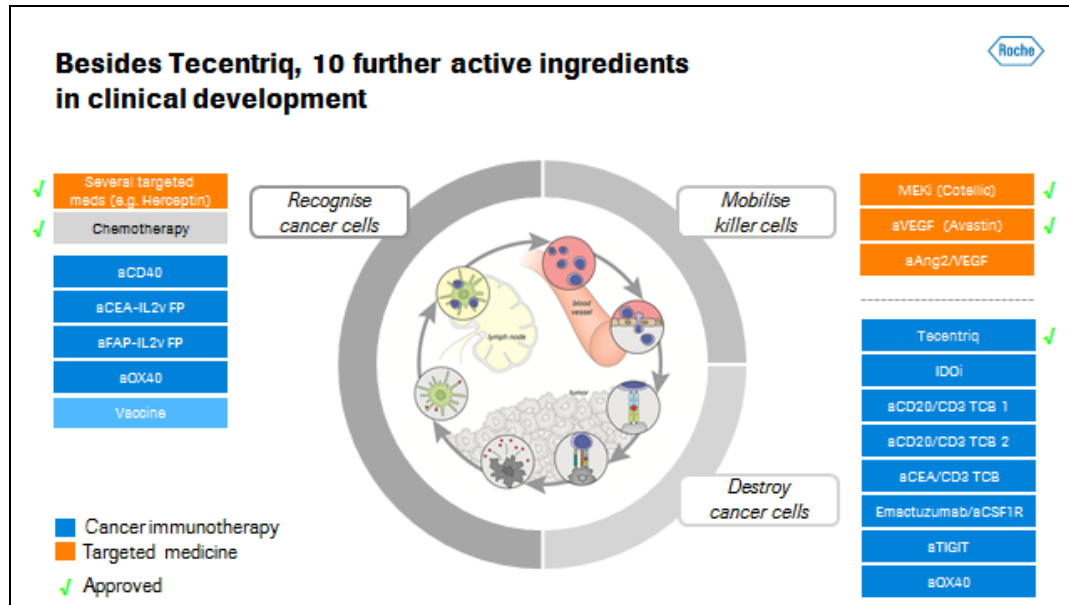 Besides Tecentriq, 10 further active ingredients
in clinical development
Roche
Several targeted
meds (e.g. Herceptin)
Chemotherapy
aCD40
aCEA-IL2v FP
aFAP-IL2v FP
aOX40
Vaccine
Recognise
cancer cells
Mobilise
killer cells
Destroy
cancer cells
lymph node
blood
vessel
tumor
MEKi (Cotellic)
aVEGF (Avastin)
aAng2/VEGF
Tecentriq
IDOi
aCD20/CD3 TCB 1
aCD20/CD3 TCB 2
aCEA/CD3 TCB
Emactuzumab/aCSF1R
aTIGIT
aOX40
Cancer immunotherapy
Targeted medicine
√ Approved